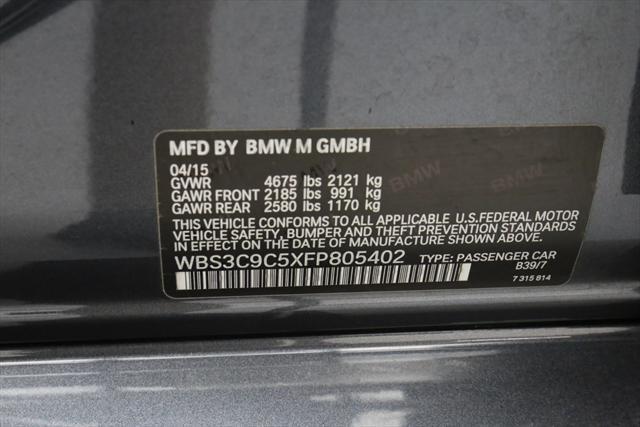 MFD BY BMW M GMBH
04/15
GVWR 4675 lbs 2121 kg
GAWR FRONT 2185 lbs 991 kg
GAWR REAR 2580 lbs 1170 kg
THIS VEHICLE CONFORMS TO ALL APPLICABLE U.S.FEDERAL MOTOR
VEHICLE SAFETY, BUMPER AND THEFT PREVENTION STANDARDS
IN EFFECT ON THE DATE OF MANUFACTURE SHOWN ABOVE.
WBS3C9C5XFP805402 TYPE: PASSENGER CAR
B39/7
7 315 814
BMW
BMW